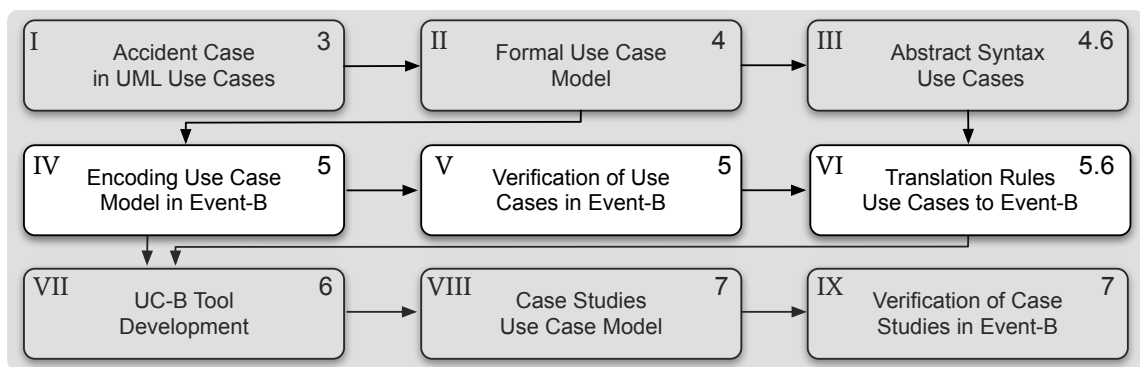 I
Accident Case
in UML Use Cases
3
II
Formal Use Case
Model
4
III
Abstract Syntax
Use Cases
4.6
IV
Encoding Use Case
Model in Event-B
5
V
Verification of Use
Cases in Event-B
5
VI
Translation Rules
Use Cases to Event-B
5.6
VII
UC-B Tool
Development
6
VIII
Case Studies
Use Case Model
7
IX
Verification of Case
Studies in Event-B
7